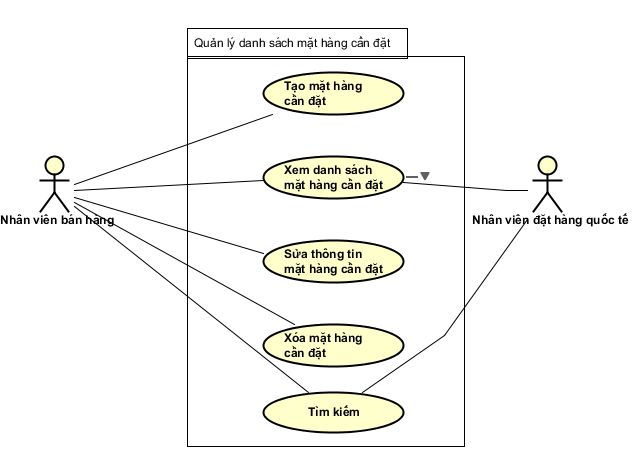 Quản lý danh sách mặt hàng cần đặt
Tạo mặt hàng
cần đặt
Xem danh sách
mặt hàng cần đặt
Nhân viên bán hàng
Nhân viên đặt hàng quốc tế
Sửa thông tin
mặt hàng cần đặt
Xóa mặt hàng
cần đặt
Tìm kiếm